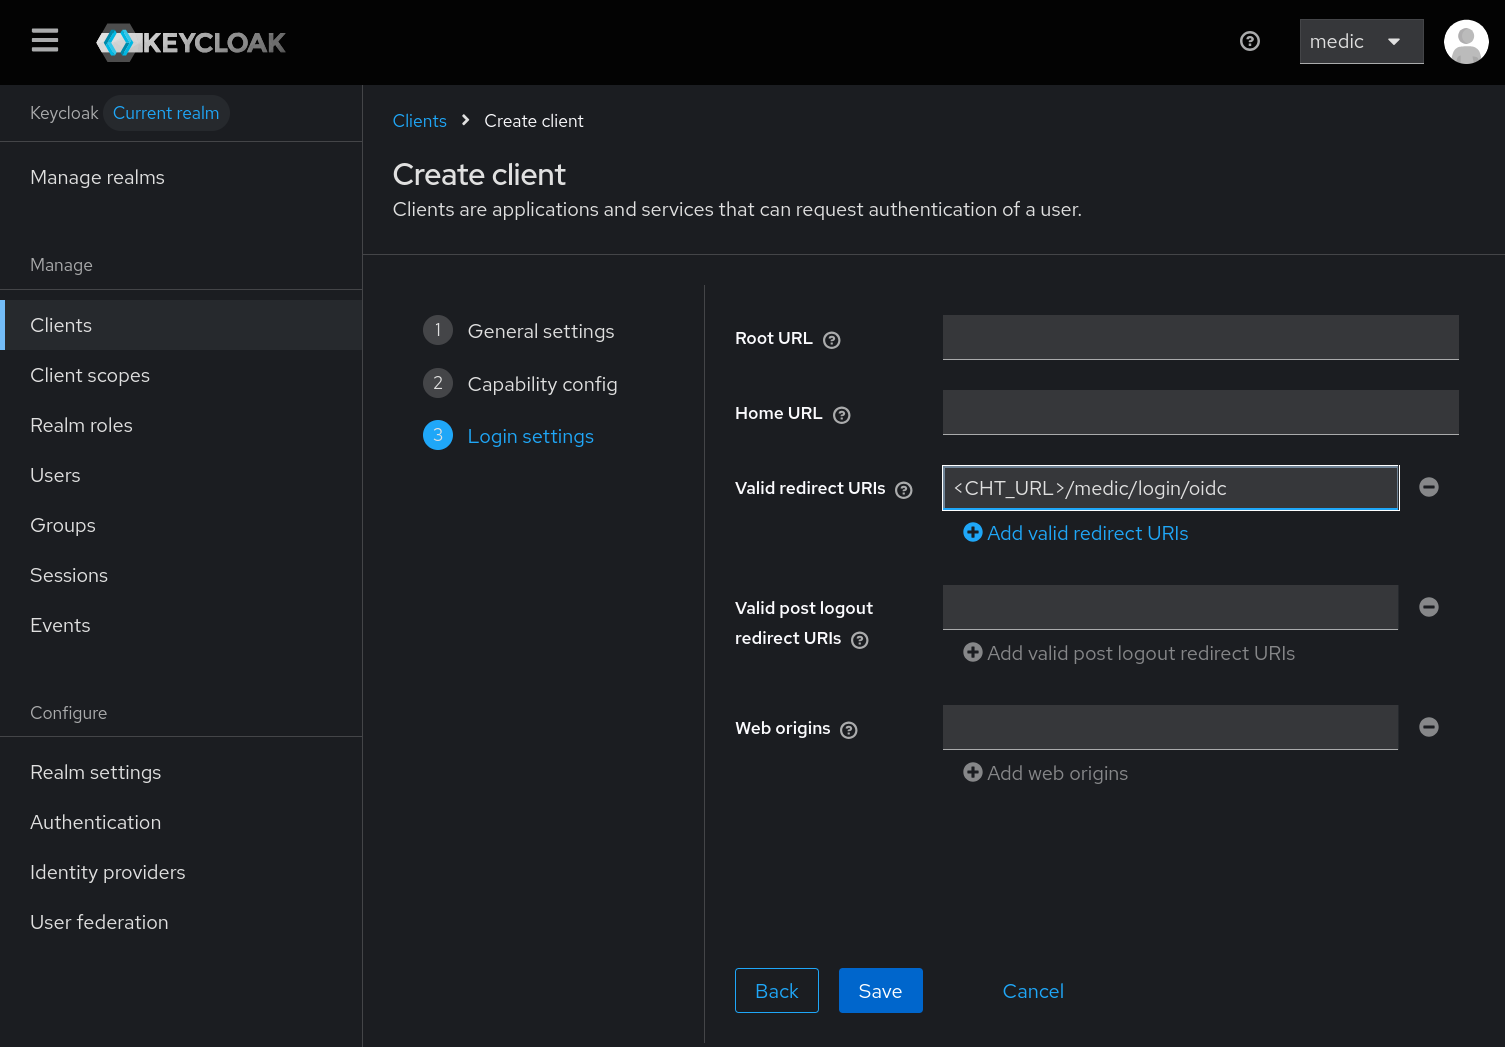 KEYCLOAK
medic
Keycloak Current realm
Manage realms
Manage
Clients
Client scopes
Realm roles
Users
Groups
Sessions
Events
Configure
Realm settings
Authentication
Identity providers
User federation
Clients > Create client
Create client
Clients are applications and services that can request authentication of a user.
1 General settings
2 Capability config
3 Login settings
Root URL ?
Home URL ?
Valid redirect URIs ? <CHT_URL>/medic/login/oidc
Add valid redirect URIs
Valid post logout
redirect URIs ?
Add valid post logout redirect URIs
Web origins ?
Add web origins
Back Save Cancel